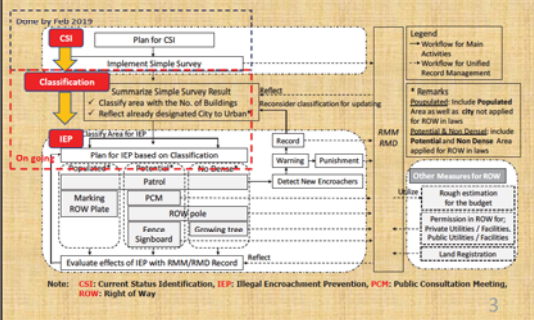 Done by Feb 2019
CSI
Plan for CSI
Implement Simple Survey
Classification
Summarize Simple Survey Result
✓ Classify area with the No. of Buildings
✓ Reflect already designated City to Urban*
Reflect
Reconsider classification for updating
IEP
Classify Area for IEP
On going
Plan for IEP based on Classification
Populated*
Potential*
No Dense*
Patrol
Marking
ROW Plate
PCM
ROW pole
Fence
Signboard
Growing tree
Evaluate effects of IEP with RMM/RMD Record
Reflect
Record
Warning
Punishment
Detect New Encroachers
RMM
RMD
Legend
Workflow for Main
Activities
Workflow for Unified
Record Management
* Remarks
Populated: Include Populated
Area as well as city not applied
for ROW in laws
Potential & Non Densed: include
Potential and Non Dense Area
applied for ROW in laws
Other Measures for ROW
Utilize
Rough estimation
for the budget
Permission in ROW for;
Private Utilities / Facilities,
Public Utilities / Facilities
Land Registration
Note: CSI: Current Status Identification, IEP: Illegal Encroachment Prevention, PCM: Public Consultation Meeting,
ROW: Right of Way
3